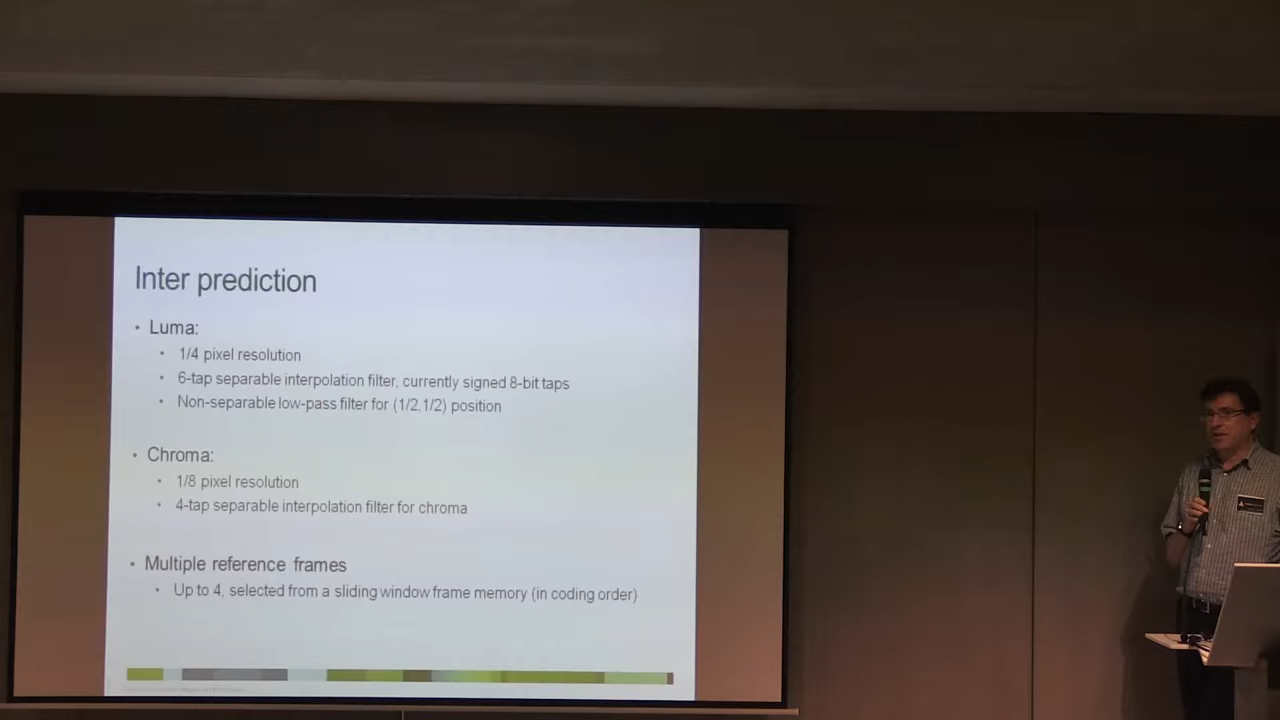 Inter prediction
• Luma:
• 1/4 pixel resolution
• 6-tap separable interpolation filter, currently signed 8-bit taps
• Non-separable low-pass filter for (1/2,1/2) position
• Chroma:
• 1/8 pixel resolution
• 4-tap separable interpolation filter for chroma
• Multiple reference frames
• Up to 4, selected from a sliding window frame memory (in coding order)